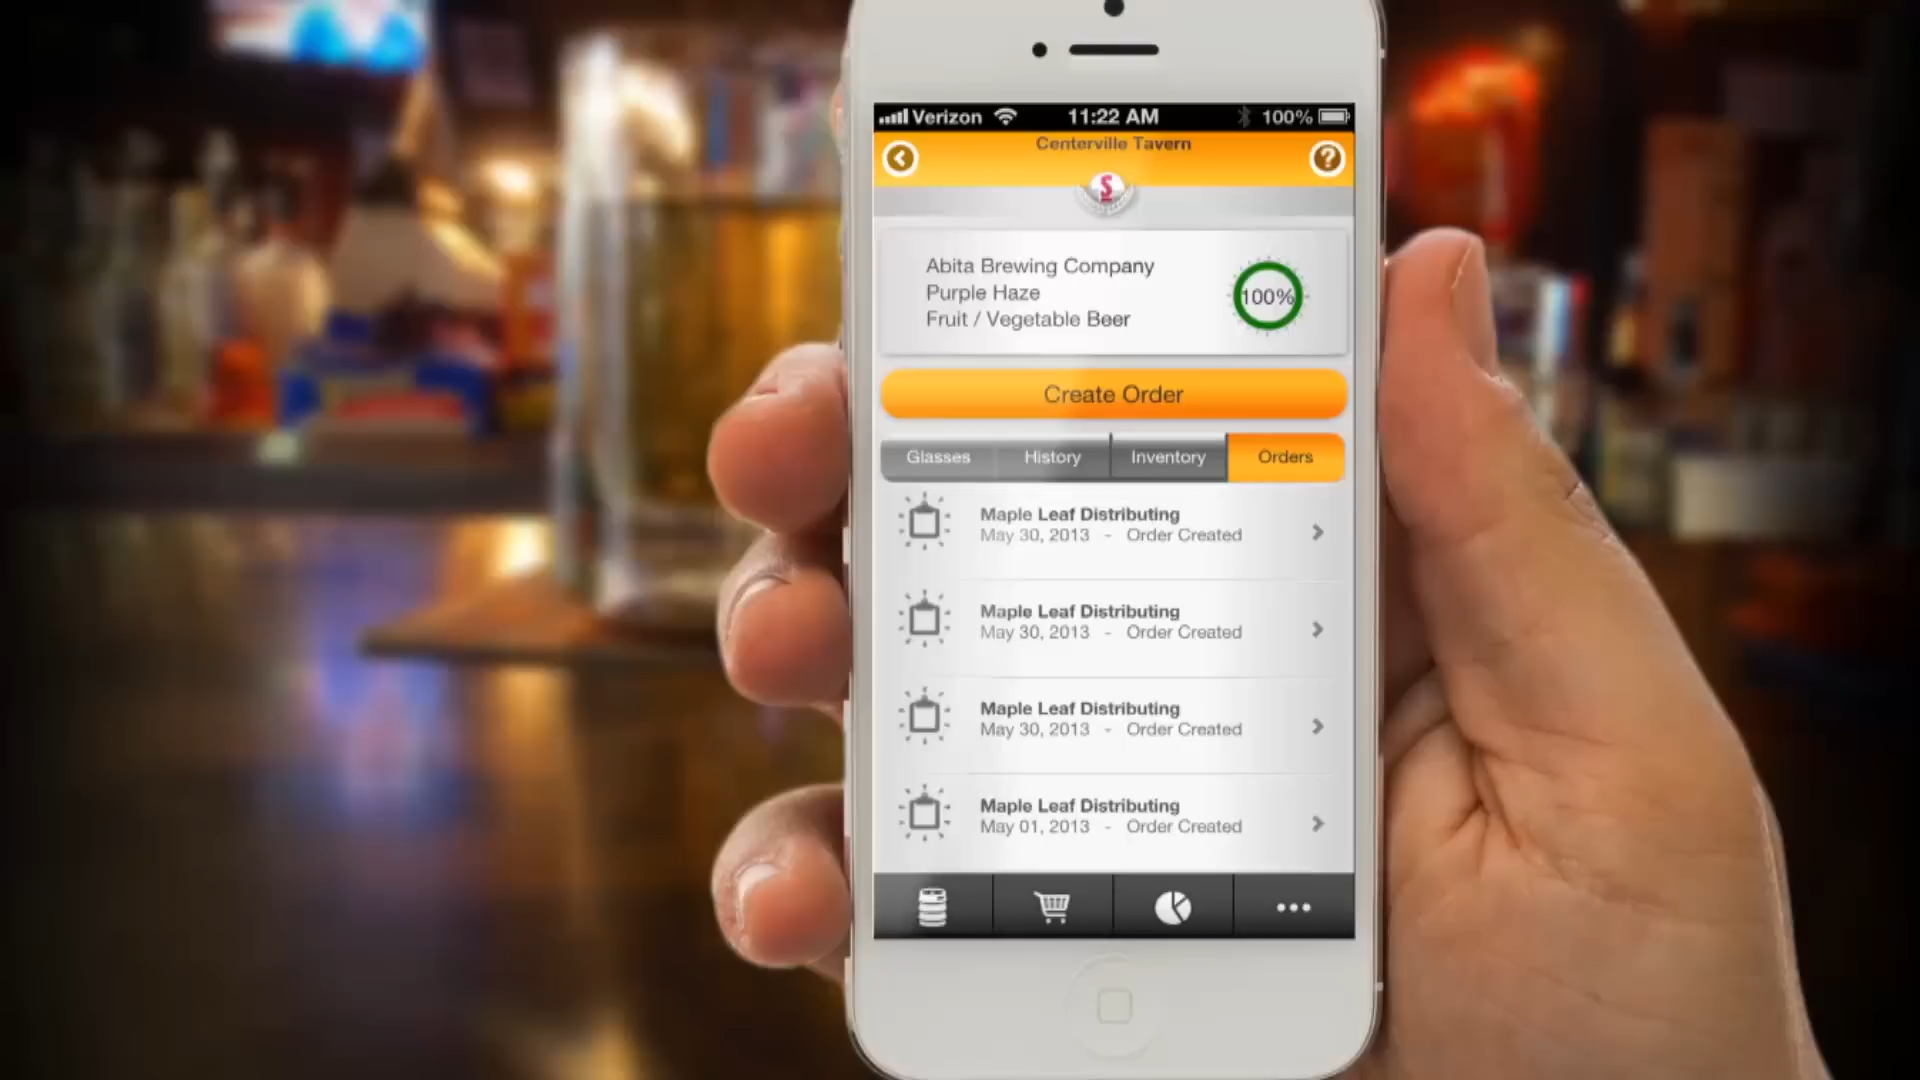 Verizon 11:22 AM 100%
Centerville Tavern
?
S
Abita Brewing Company
Purple Haze
Fruit / Vegetable Beer
100%
Create Order
Glasses History Inventory Orders
Maple Leaf Distributing
May 30, 2013 - Order Created
Maple Leaf Distributing
May 30, 2013 - Order Created
Maple Leaf Distributing
May 30, 2013 - Order Created
Maple Leaf Distributing
May 01, 2013 - Order Created